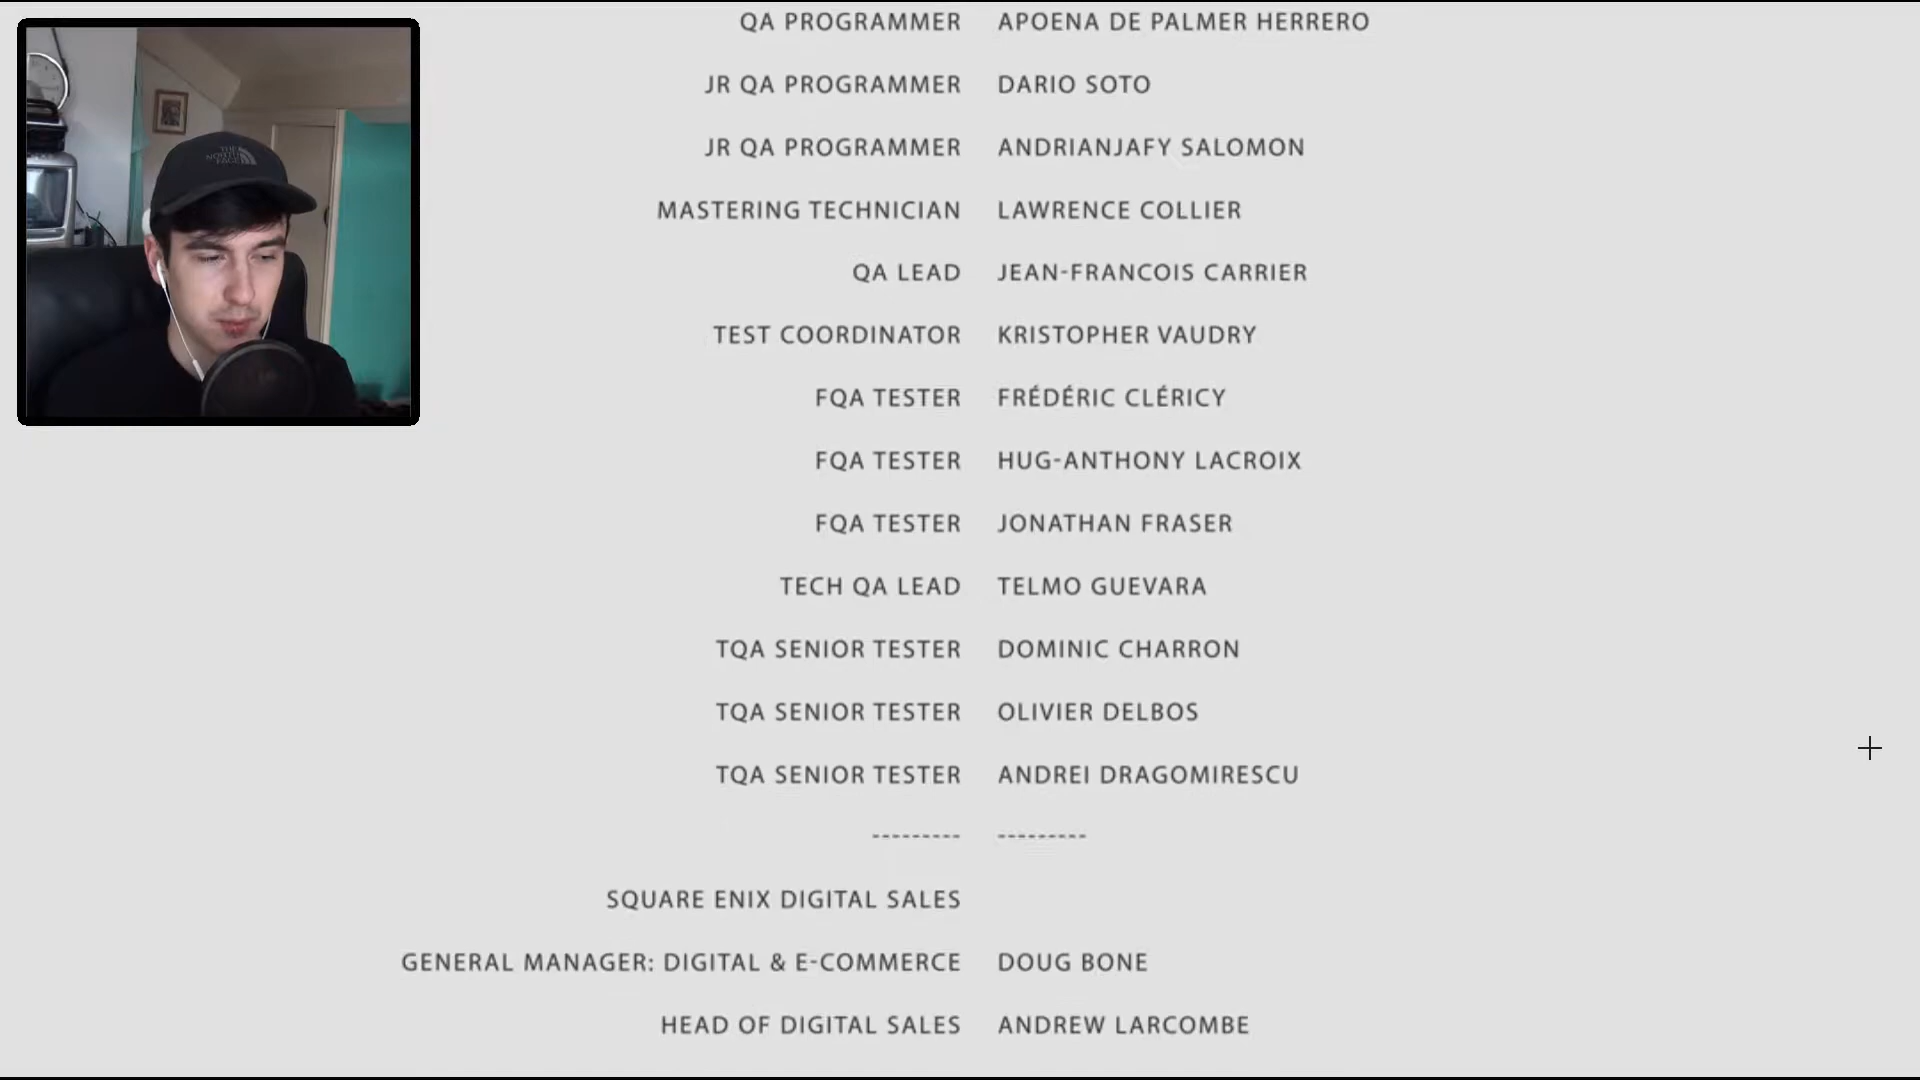 QA PROGRAMMER APOENA DE PALMER HERRERO
JR QA PROGRAMMER DARIO SOTO
JR QA PROGRAMMER ANDRIANJAFY SALOMON
MASTERING TECHNICIAN LAWRENCE COLLIER
QA LEAD JEAN-FRANCOIS CARRIER
TEST COORDINATOR KRISTOPHER VAUDRY
FQA TESTER FRÉDÉRIC CLÉRICY
FQA TESTER HUG-ANTHONY LACROIX
FQA TESTER JONATHAN FRASER
TECH QA LEAD TELMO GUEVARA
TQA SENIOR TESTER DOMINIC CHARRON
TQA SENIOR TESTER OLIVIER DELBOS
TQA SENIOR TESTER ANDREI DRAGOMIRESCU
--------- ---------
SQUARE ENIX DIGITAL SALES
GENERAL MANAGER: DIGITAL & E-COMMERCE DOUG BONE
HEAD OF DIGITAL SALES ANDREW LARCOMBE
THE
NORTH
FACE